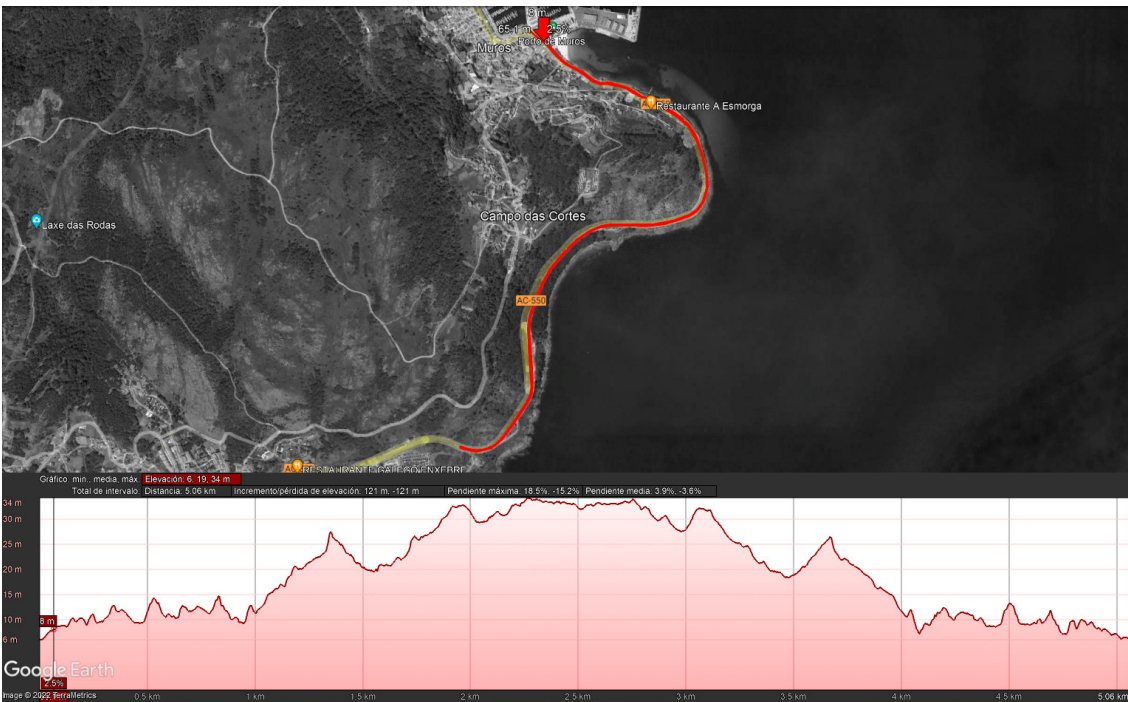 8 m
65.1 m 2.5%
Porto de Muros
Muros
Restaurante A Esmorga
Campo das Cortes
Laxe das Rodas
AC-550
RESTAURANTE GALEGO ENXEBRE
Gráfico: mín., media, máx. Elevación: 6, 19, 34 m
Total de intervalo: Distancia: 5.06 km Incremento/pérdida de elevación: 121 m, -121 m Pendiente máxima: 18.5%, -15.2% Pendiente media: 3.9%, -3.6%
34 m
30 m
25 m
20 m
15 m
10 m
8 m
6 m
Google Earth
2.5%
Image © 2022 TerraMetrics
0.5 km 1 km 1.5 km 2 km 2.5 km 3 km 3.5 km 4 km 4.5 km 5.06 km